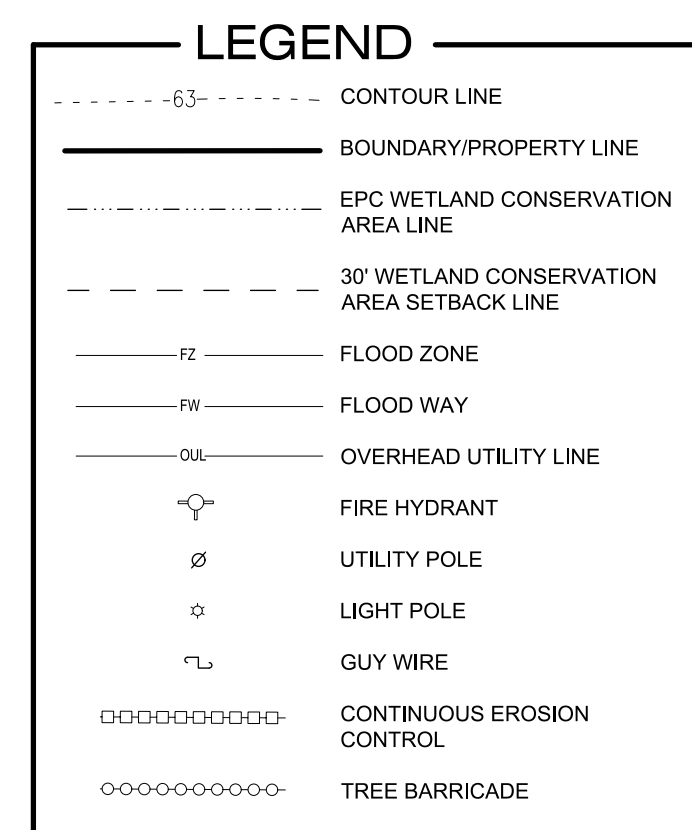 LEGEND
63 CONTOUR LINE
BOUNDARY/PROPERTY LINE
EPC WETLAND CONSERVATION
AREA LINE
30' WETLAND CONSERVATION
AREA SETBACK LINE
FZ FLOOD ZONE
FW FLOOD WAY
OUL OVERHEAD UTILITY LINE
FIRE HYDRANT
UTILITY POLE
LIGHT POLE
GUY WIRE
CONTINUOUS EROSION
CONTROL
TREE BARRICADE